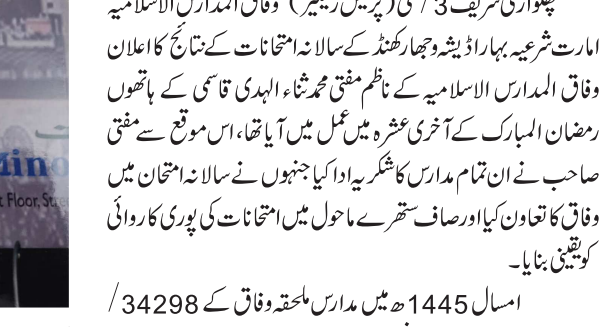 پھلواری شریف 3/مئی (پریس ریلیز) وفاق المدارس الاسلامیہ
امارت شرعیہ بہار اڈیشہ وجھارکھنڈ کے سالانہ امتحانات کے نتائج کا اعلان
وفاق المدارس الاسلامیہ کے ناظم مفتی محمد ثناء الہدی قاسمی کے ہاتھوں
رمضان المبارک کے آخری عشرہ میں عمل میں آیا تھا، اس موقع سے مفتی
صاحب نے ان تمام مدارس کا شکریہ ادا کیا جنہوں نے سالانہ امتحان میں
وفاق کا تعاون کیا اور صاف ستھرے ماحول میں امتحانات کی پوری کاروائی
کو یقینی بنایا۔
امسال 1445ھ میں مدارس ملحقہ وفاق کے 34298/
Floor,